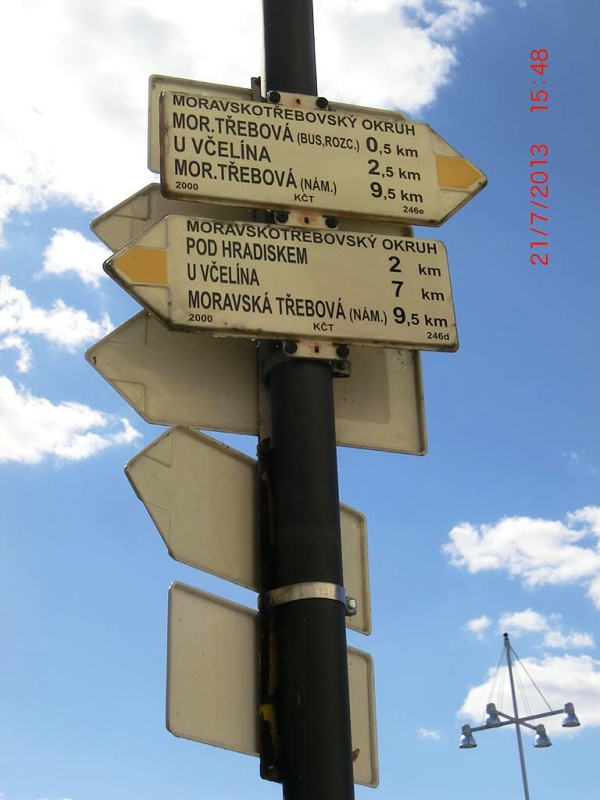 MORAVSKOTŘEBOVSKÝ OKRUH
MOR.TŘEBOVÁ (BUS,ROZC.) 0,5 km
U VČELÍNA 2,5 km
MOR.TŘEBOVÁ (NÁM.) 9,5 km
2000 KČT 246e
MORAVSKOTŘEBOVSKÝ OKRUH
POD HRADISKEM 2 km
U VČELÍNA 7 km
MORAVSKÁ TŘEBOVÁ (NÁM.) 9,5 km
2000 KČT 246d
21/7/2013 15:48